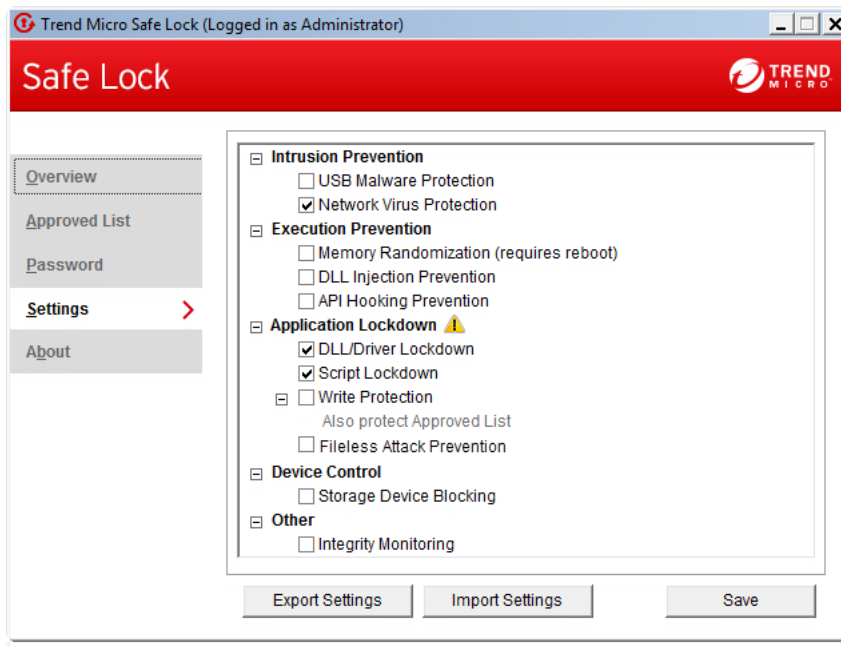 Trend Micro Safe Lock (Logged in as Administrator)
Safe Lock
TREND
MICRO
Overview
Approved List
Password
Settings
About
Intrusion Prevention
USB Malware Protection
Network Virus Protection
Execution Prevention
Memory Randomization (requires reboot)
DLL Injection Prevention
API Hooking Prevention
Application Lockdown
DLL/Driver Lockdown
Script Lockdown
Write Protection
Also protect Approved List
Fileless Attack Prevention
Device Control
Storage Device Blocking
Other
Integrity Monitoring
Export Settings
Import Settings
Save